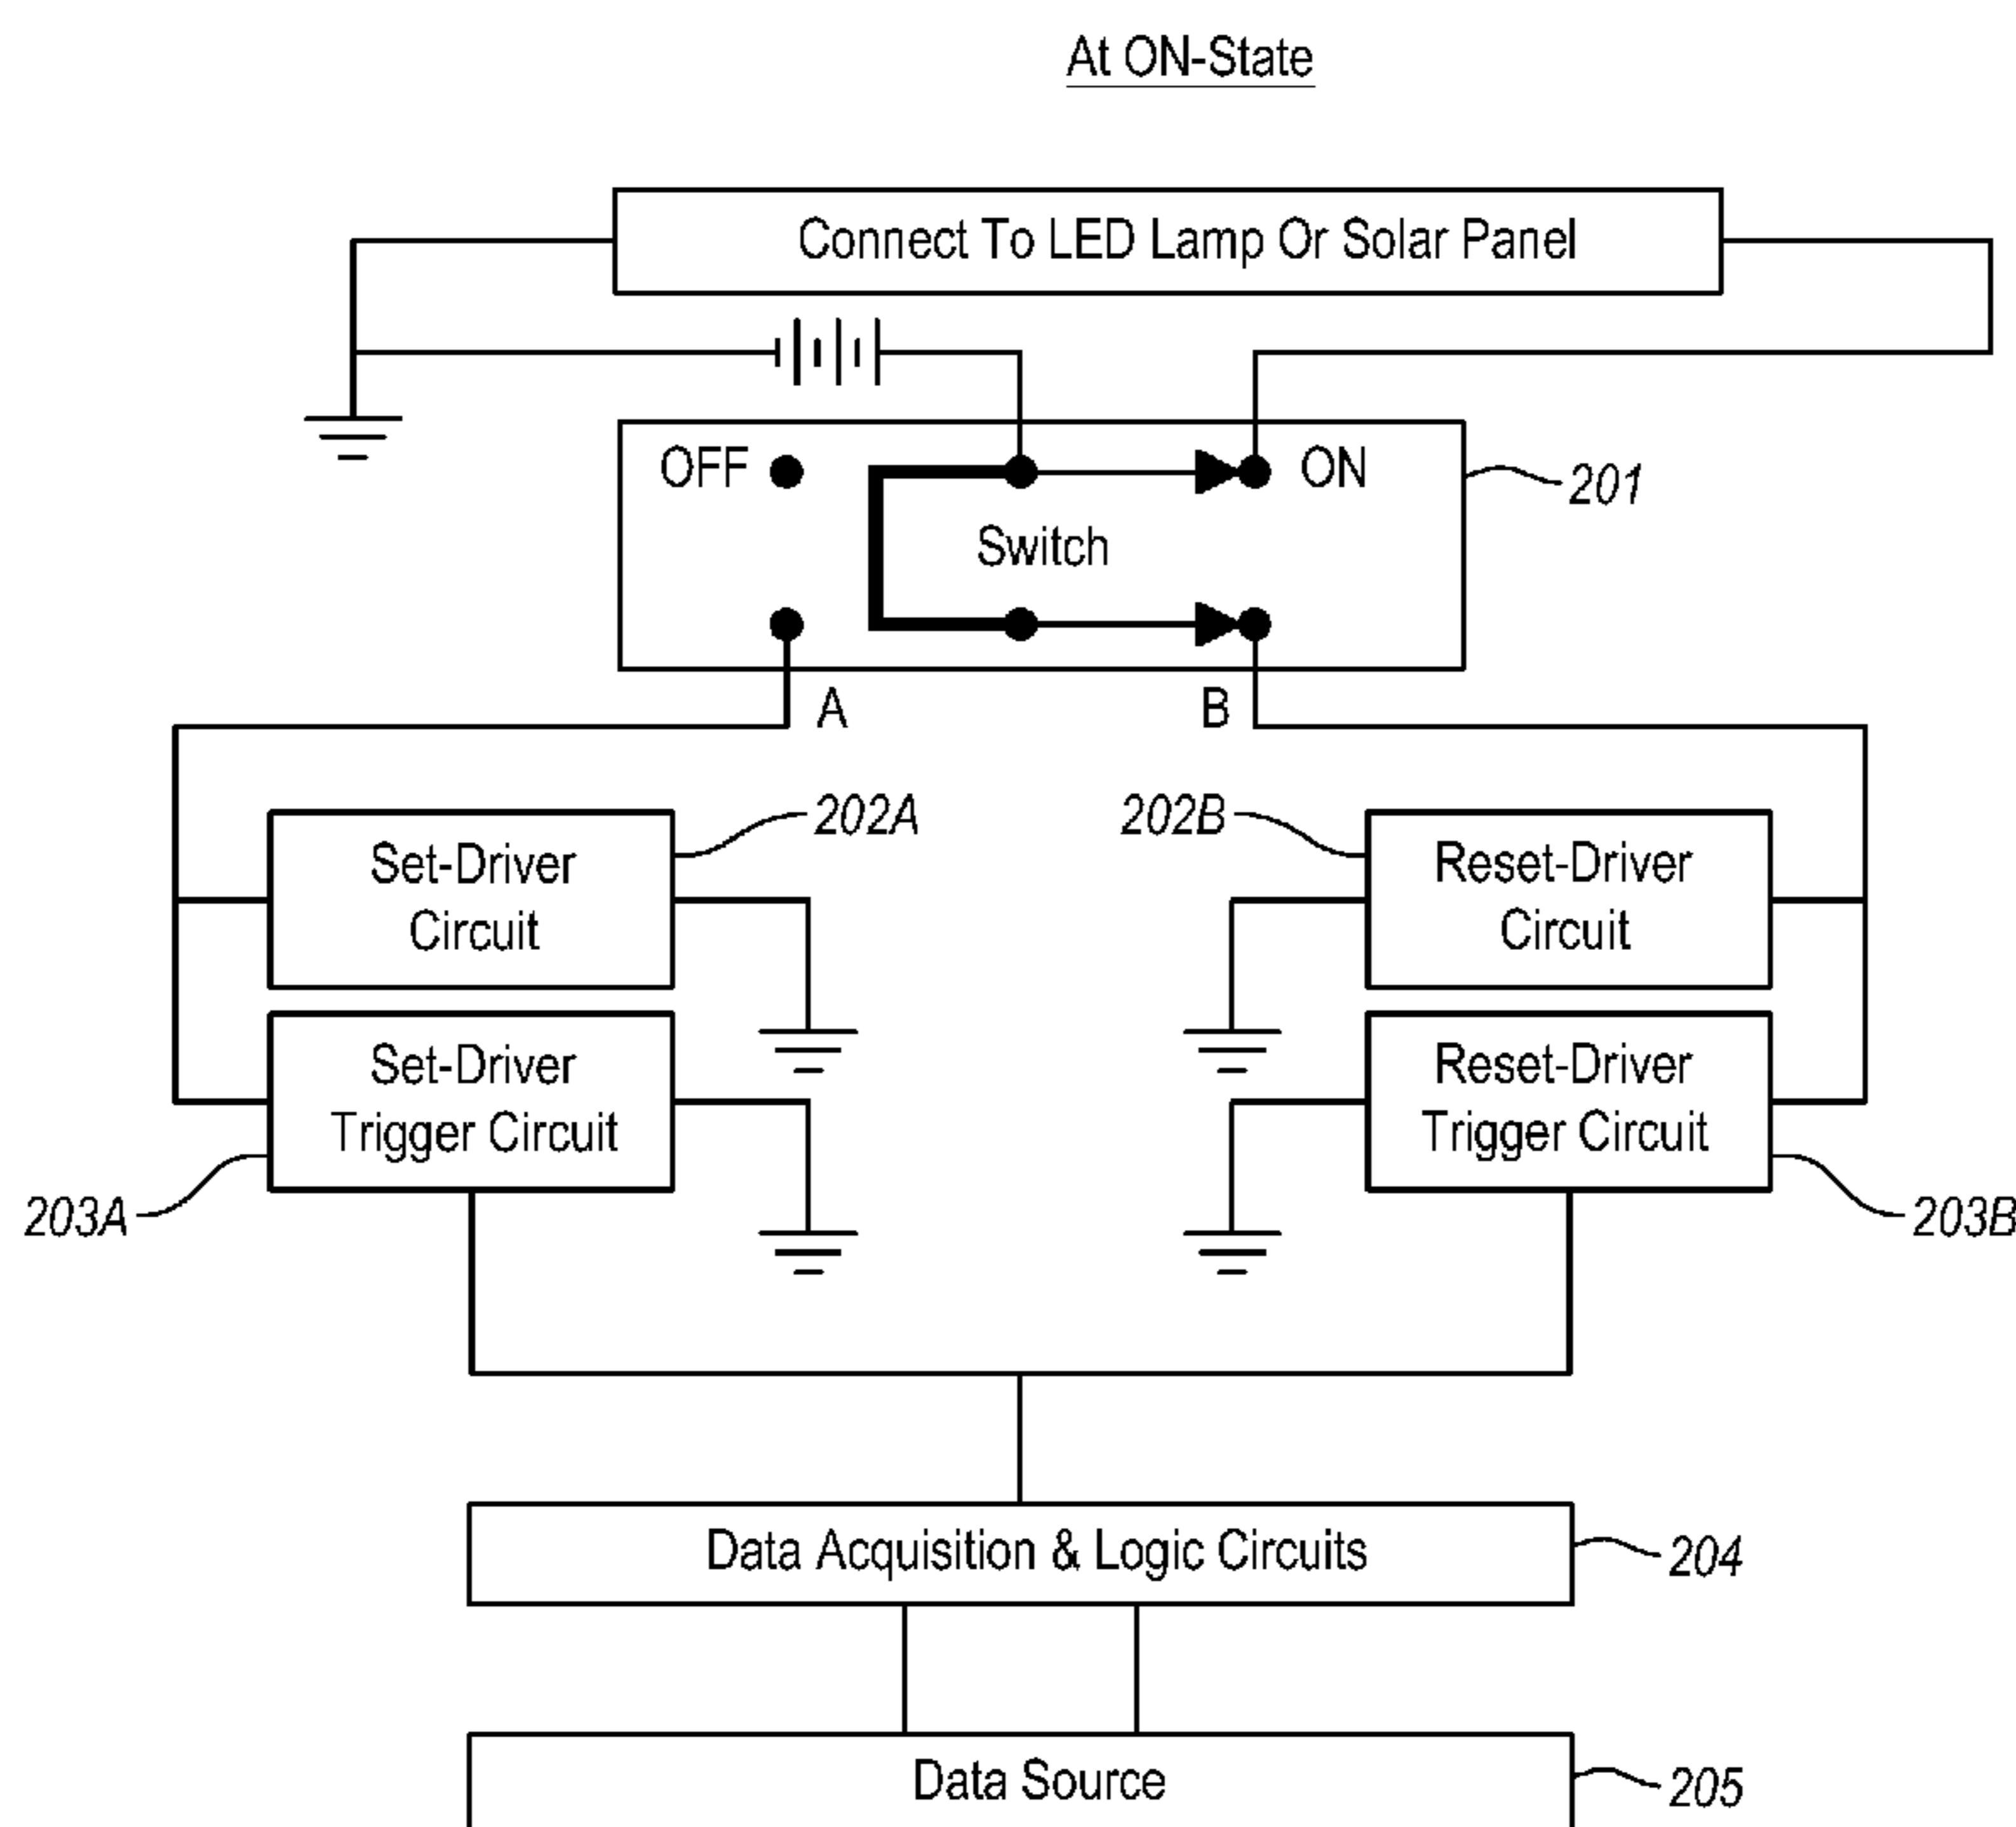 At ON-State
Connect To LED Lamp Or Solar Panel
OFF
ON
201
Switch
A
B
202A
202B
Set-Driver
Circuit
Reset-Driver
Circuit
Set-Driver
Trigger Circuit
Reset-Driver
Trigger Circuit
203A
203B
Data Acquisition & Logic Circuits
204
Data Source
205